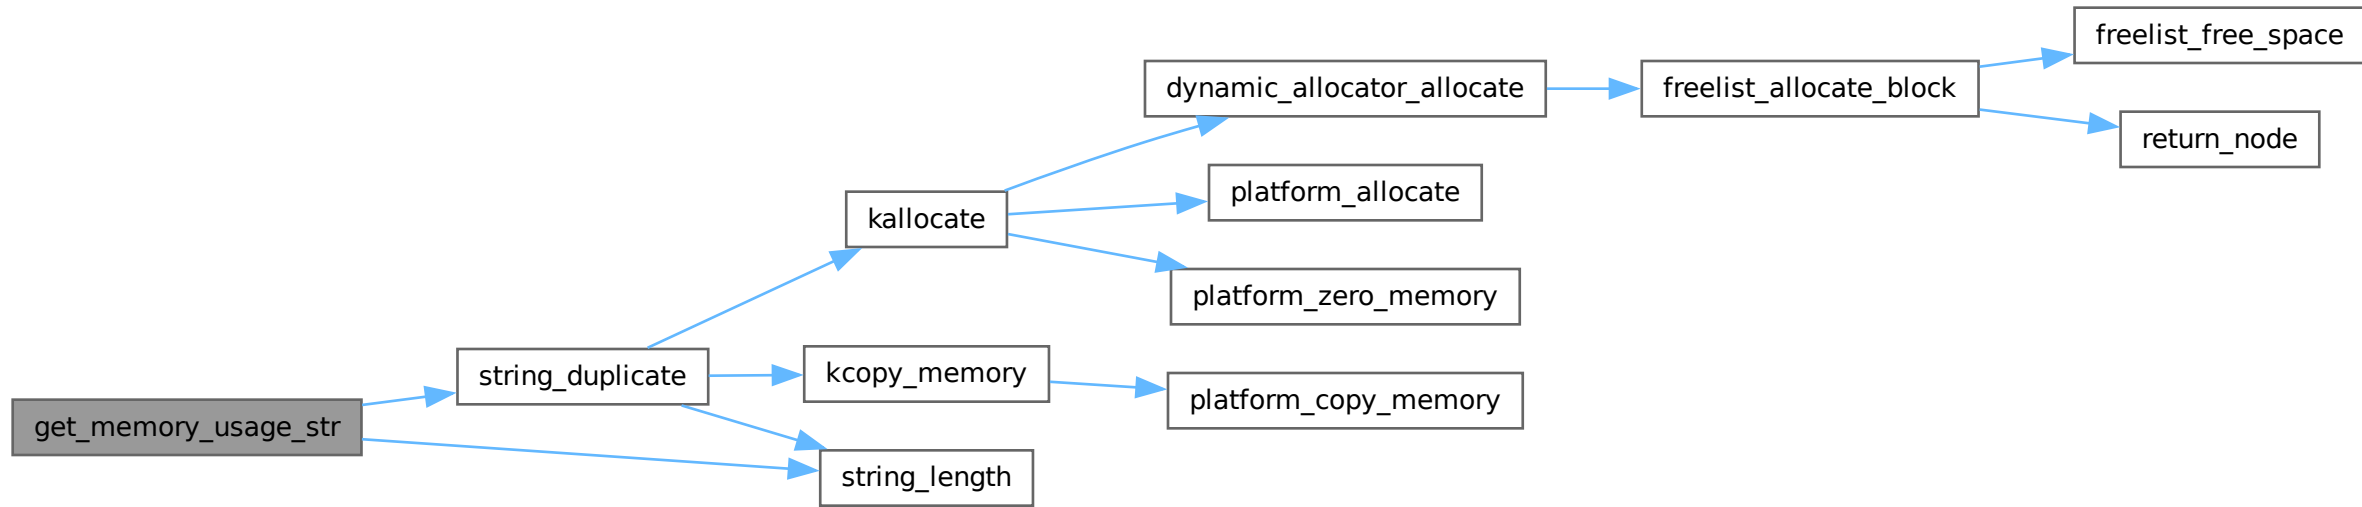 get_memory_usage_str
string_duplicate
kallocate
dynamic_allocator_allocate
freelist_allocate_block
freelist_free_space
return_node
platform_allocate
platform_zero_memory
kcopy_memory
platform_copy_memory
string_length